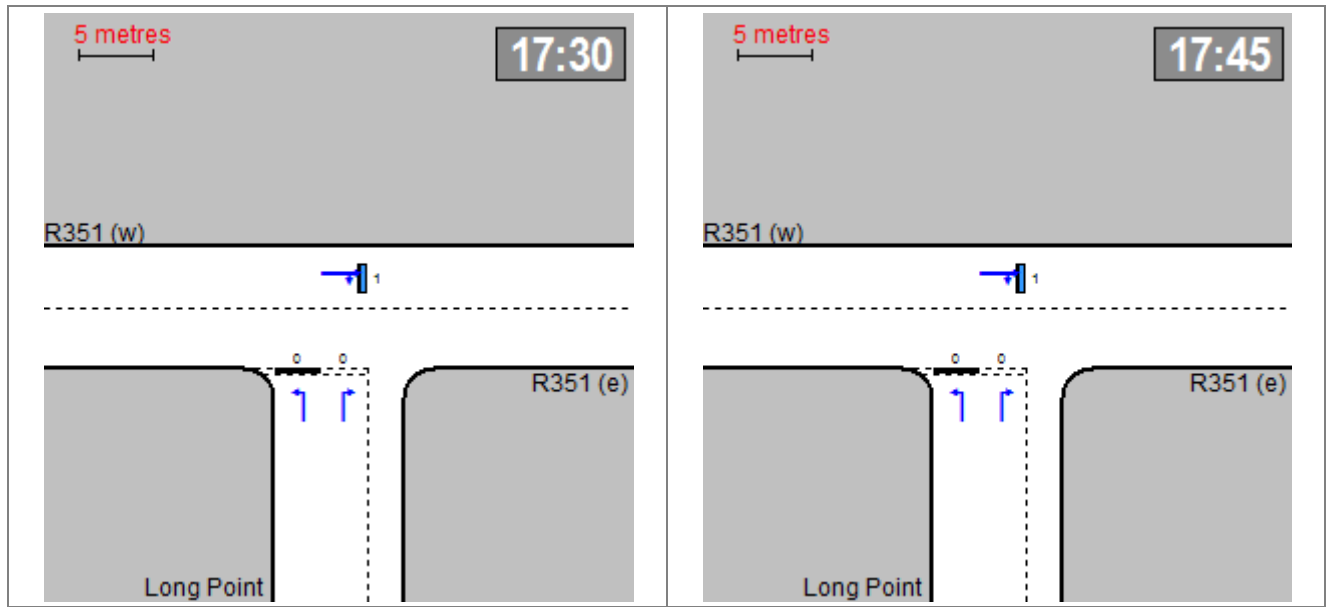 5 metres
17:30
R351 (w)
1
0 0
R351 (e)
Long Point
5 metres
17:45
R351 (w)
1
0 0
R351 (e)
Long Point